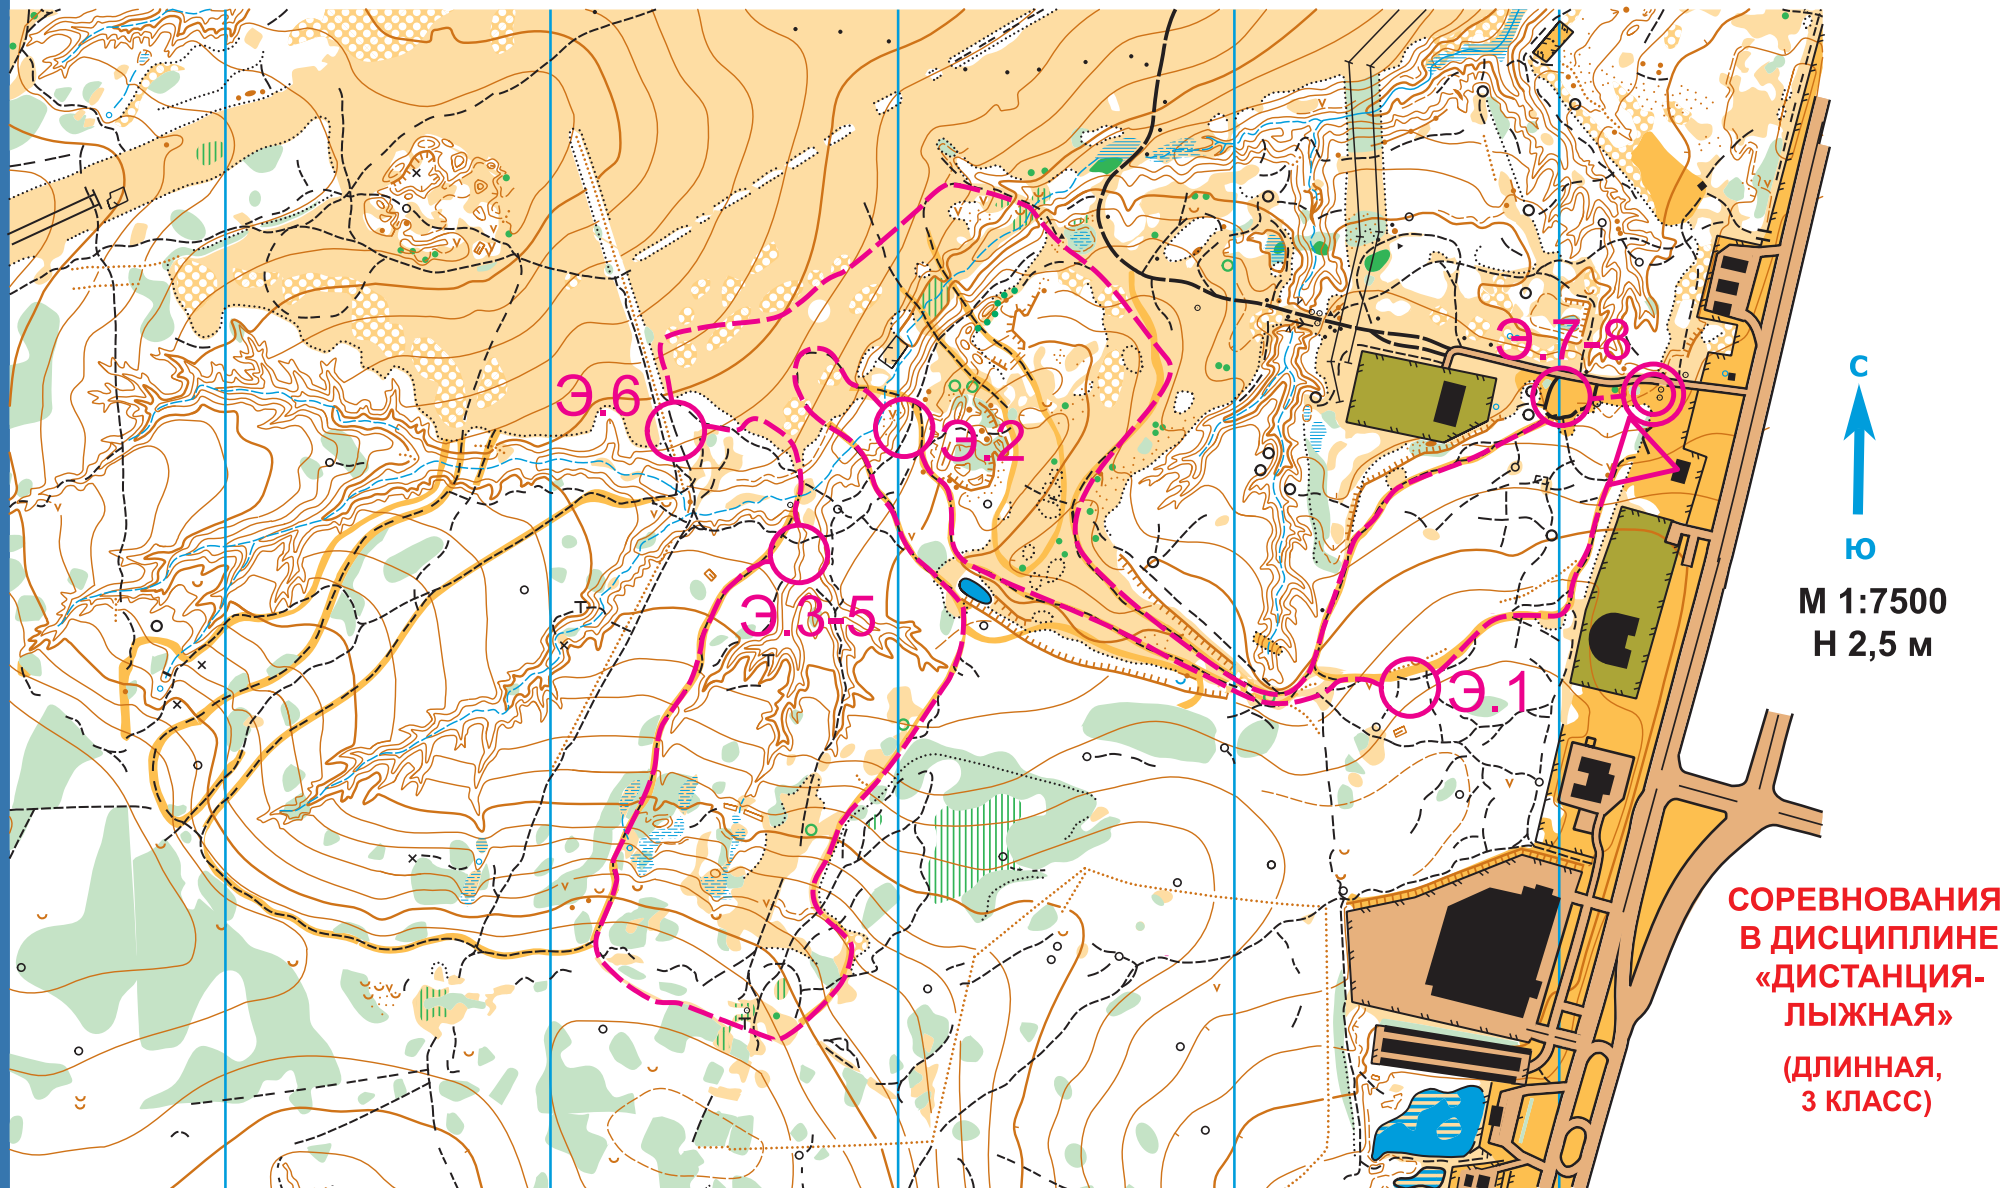 Э.7-8
С
Э.6
Э.2
Ю
М 1:7500
Н 2,5 м
Э.3-5
Э.1
СОРЕВНОВАНИЯ
В ДИСЦИПЛИНЕ
«ДИСТАНЦИЯ-
ЛЫЖНАЯ»
(ДЛИННАЯ,
3 КЛАСС)